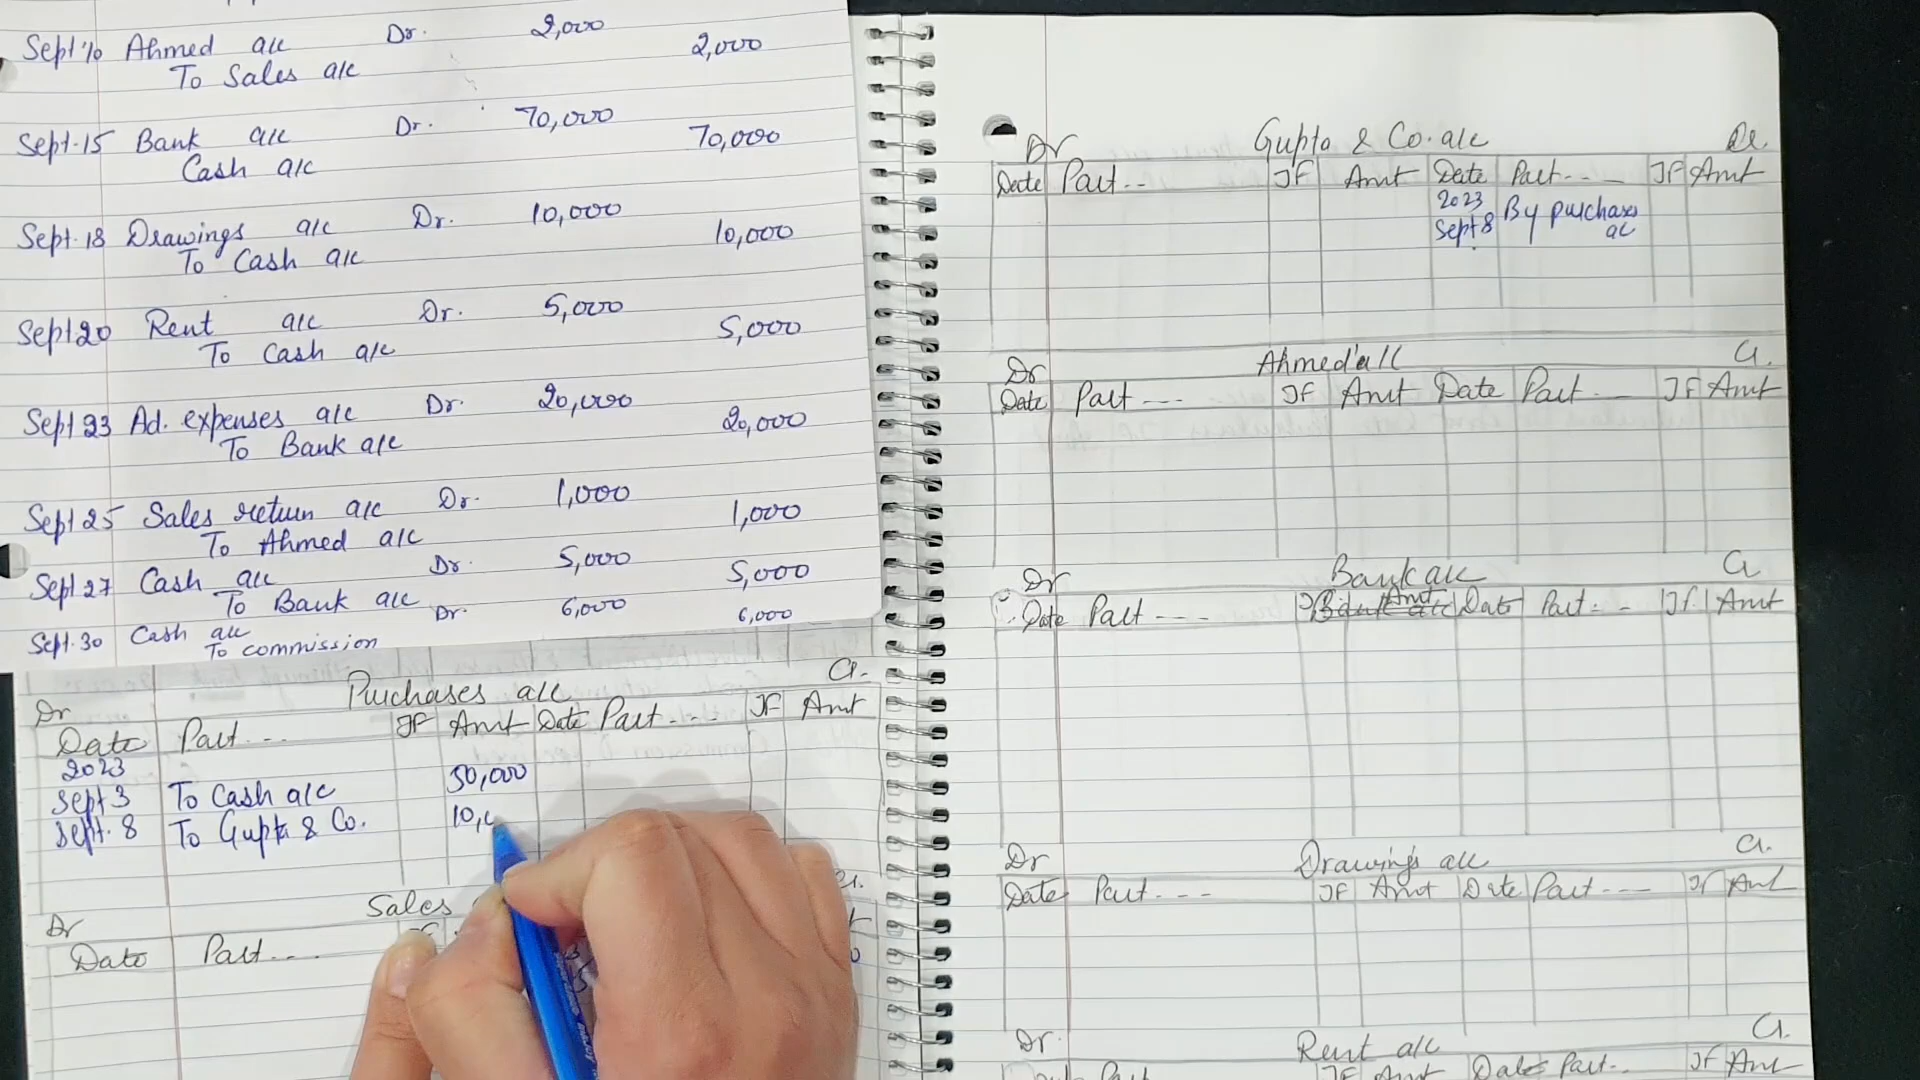 Sept 10 Ahmed a/c Dr. 2,000
To Sales a/c 2,000
Sept. 15 Bank a/c Dr. 70,000
Cash a/c 70,000
Sept. 18 Drawings a/c Dr. 10,000
To Cash a/c 10,000
Sept 20 Rent a/c Dr. 5,000
To Cash a/c 5,000
Sept 23 Ad. expenses a/c Dr. 20,000
To Bank a/c 20,000
Sept 25 Sales return a/c Dr. 1,000
To Ahmed a/c 1,000
Sept 27 Cash a/c Dr. 5,000
To Bank a/c 5,000
Sept. 30 Cash a/c Dr 6,000
To commission 6,000
Dr Purchases a/c Cr.
Date Part... JF Amt Date Part.... JF Amt
2023
Sept 3 To Cash a/c 50,000
Sept. 8 To Gupta & Co. 10,
Dr Sales Cr.
Date Part....
Dr Gupta & Co. a/c
Date Part.. JF Amt Date Part.... JF Amt
2023
Sept 8 By purchases
a/c
Dr Ahmed a/c Cr.
Date Part --- JF Amt Date Part.... JF Amt
Dr Bank a/c Cr
Date Part --- Amt Date Part.. - JF. Amt
Dr Drawing's a/c Cr.
Date Part.--- JF Amt Date Part.--- JF Amt
Dr. Rent a/c Cr.
Part JF Amt Date Part.. JF Amt